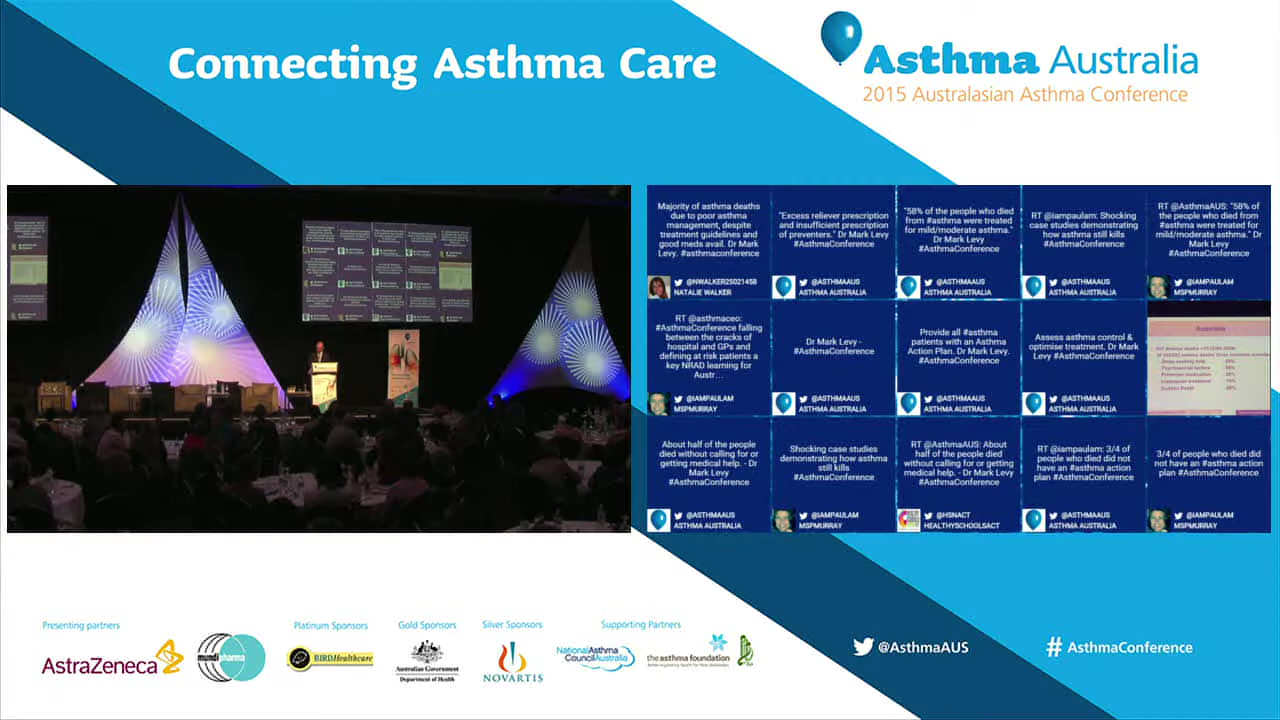 Connecting Asthma Care
Asthma Australia
2015 Australasian Asthma Conference
Majority of asthma deaths
due to poor asthma
management, despite
treatment guidelines and
good meds avail. Dr Mark
Levy. #asthmaconference
@NWALKER25021458
NATALIE WALKER
"Excess reliever prescription
and insufficient prescription
of preventers." Dr Mark Levy
#AsthmaConference
@ASTHMAAUS
ASTHMA AUSTRALIA
"58% of the people who died
from #asthma were treated
for mild/moderate asthma."
Dr Mark Levy
#AsthmaConference
@ASTHMAAUS
ASTHMA AUSTRALIA
RT @iampaulam: Shocking
case studies demonstrating
how asthma still kills
#AsthmaConference
@ASTHMAAUS
ASTHMA AUSTRALIA
RT @AsthmaAUS: "58% of
the people who died from
#asthma were treated for
mild/moderate asthma." Dr
Mark Levy
#AsthmaConference
@IAMPAULAM
MSPMURRAY
RT @asthmaceo:
#AsthmaConference falling
between the cracks of
hospital and GPs and
defining at risk patients a
key NRAD learning for
Austr...
@IAMPAULAM
MSPMURRAY
Dr Mark Levy -
#AsthmaConference
@ASTHMAAUS
ASTHMA AUSTRALIA
Provide all #asthma
patients with an Asthma
Action Plan. Dr Mark Levy.
#AsthmaConference
@ASTHMAAUS
ASTHMA AUSTRALIA
Assess asthma control &
optimise treatment. Dr Mark
Levy #AsthmaConference
@ASTHMAAUS
ASTHMA AUSTRALIA
Australia
About half of the people
died without calling for or
getting medical help. - Dr
Mark Levy
#AsthmaConference
@ASTHMAAUS
ASTHMA AUSTRALIA
Shocking case studies
demonstrating how asthma
still kills
#AsthmaConference
@IAMPAULAM
MSPMURRAY
RT @AsthmaAUS: About
half of the people died
without calling for or getting
medical help. - Dr Mark Levy
#AsthmaConference
@HSNACT
HEALTHYSCHOOLSACT
RT @iampaulam: 3/4 of
people who died did not
have an #asthma action
plan #AsthmaConference
@ASTHMAAUS
ASTHMA AUSTRALIA
3/4 of people who died did
not have an #asthma action
plan #AsthmaConference
@IAMPAULAM
MSPMURRAY
Presenting partners
Platinum Sponsors
Gold Sponsors
Silver Sponsors
Supporting Partners
AstraZeneca
mundipharma
BIRDHealthcare
Australian Government
Department of Health
NOVARTIS
National Asthma
Council Australia
the asthma foundation
@AsthmaAUS
# AsthmaConference